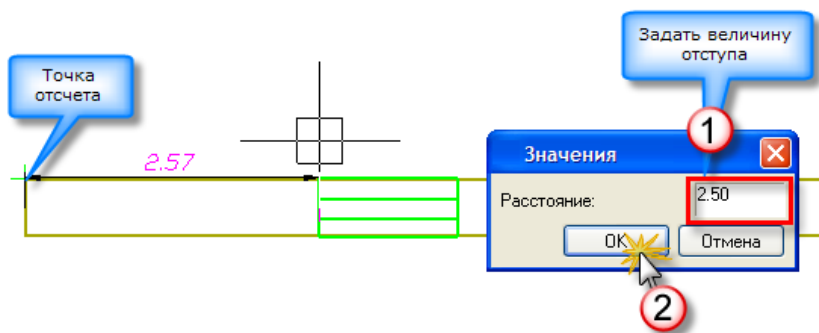 Задать величину
отступа
Точка
отсчета
1
2.57
Значения
Расстояние:
2.50
OK
Отмена
2